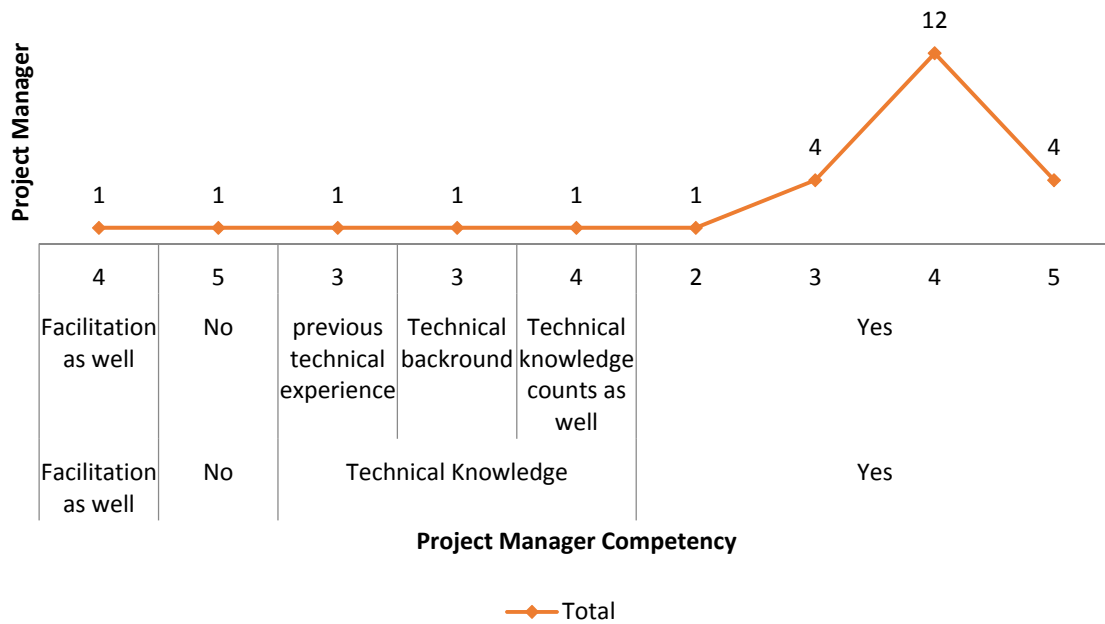 Project Manager
12
4
4
1
1
1
1
1
1
4
5
3
3
4
2
3
4
5
Facilitation
as well
No
previous
technical
experience
Technical
backround
Technical
knowledge
counts as
well
Yes
Facilitation
as well
No
Technical Knowledge
Yes
Project Manager Competency
Total